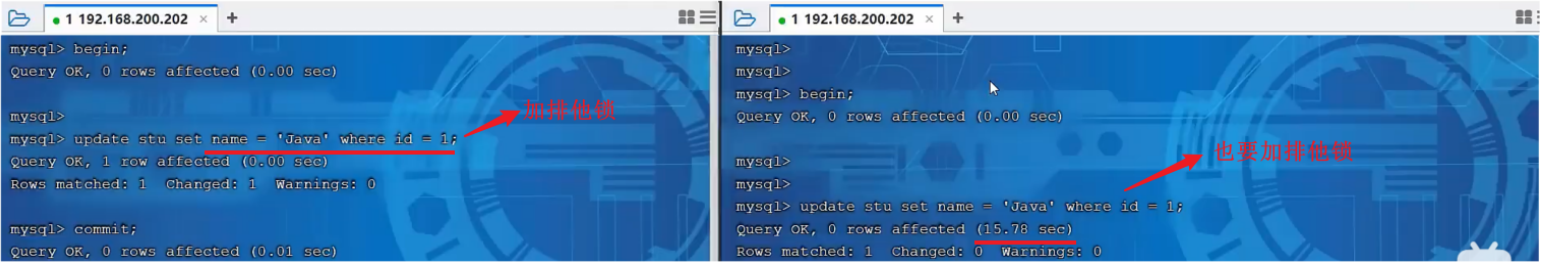 1 192.168.200.202 × +
mysql> begin;
Query OK, 0 rows affected (0.00 sec)
mysql>
mysql> update stu set name = 'Java' where id = 1;
Query OK, 1 row affected (0.00 sec)
Rows matched: 1  Changed: 1  Warnings: 0
mysql> commit;
Query OK, 0 rows affected (0.01 sec)
加排他锁
1 192.168.200.202 × +
mysql>
mysql>
mysql> begin;
Query OK, 0 rows affected (0.00 sec)
mysql>
mysql>
mysql> update stu set name = 'Java' where id = 1;
Query OK, 0 rows affected (15.78 sec)
Rows matched: 1  Changed: 0  Warnings: 0
也要加排他锁